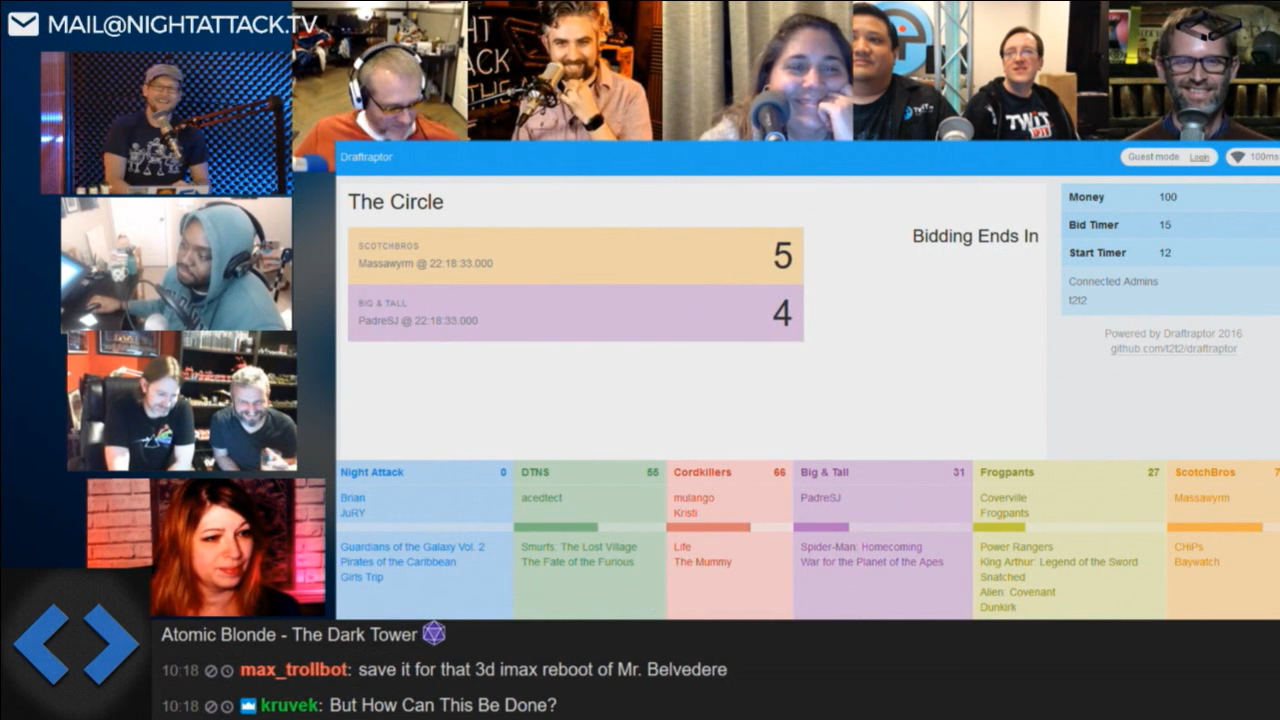 MAIL@NIGHTATTACK.TV
Draftraptor
Guest mode Login
100ms
The Circle
Bidding Ends In
SCOTCHBROS
Massawyrm @ 22:18:33.000
5
BIG & TALL
PadreSJ @ 22:18:33.000
4
Money 100
Bid Timer 15
Start Timer 12
Connected Admins
t2t2
Powered by Draftraptor 2016
github.com/t2t2/draftraptor
Night Attack 0
Brian
JuRY
Guardians of the Galaxy Vol. 2
Pirates of the Caribbean
Girls Trip
DTNS 55
acedtect
Smurfs: The Lost Village
The Fate of the Furious
Cordkillers 66
mulango
Kristi
Life
The Mummy
Big & Tall 31
PadreSJ
Spider-Man: Homecoming
War for the Planet of the Apes
Frogpants 27
Coverville
Frogpants
Power Rangers
King Arthur: Legend of the Sword
Snatched
Alien: Covenant
Dunkirk
ScotchBros 7
Massawyrm
CHiPs
Baywatch
Atomic Blonde - The Dark Tower
10:18 max_trollbot: save it for that 3d imax reboot of Mr. Belvedere
10:18 kruvek: But How Can This Be Done?